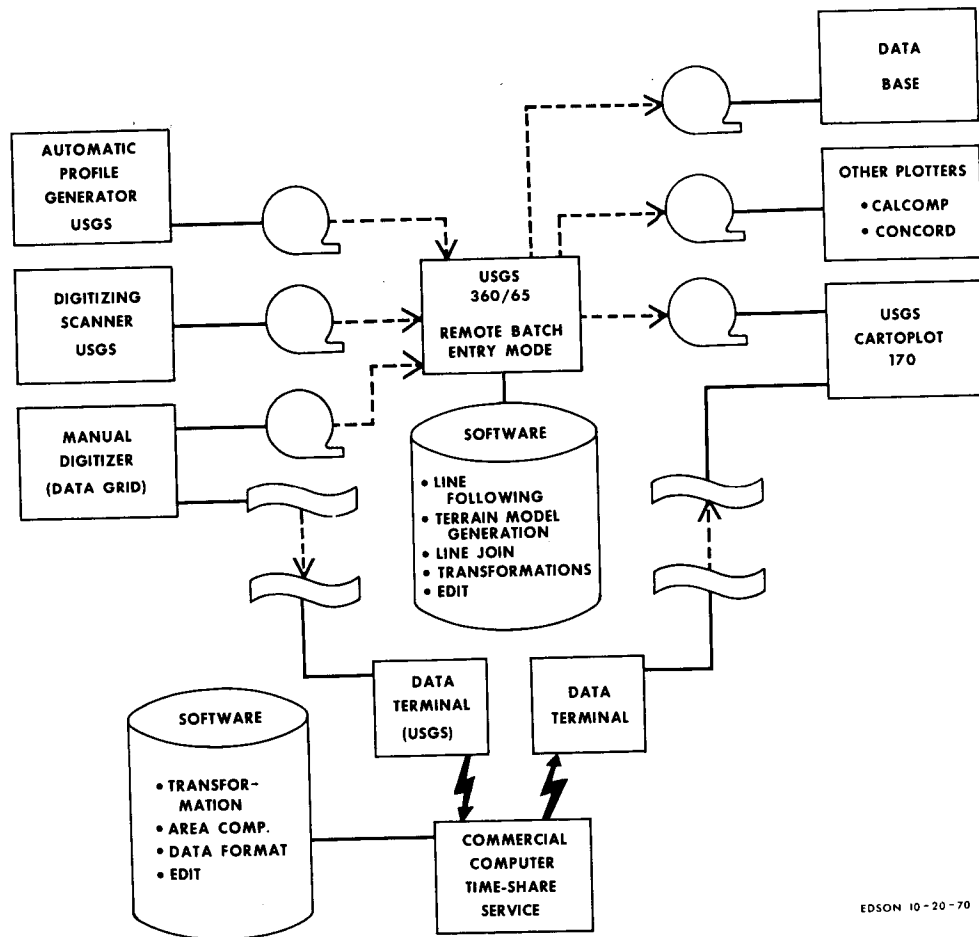 DATA
BASE
AUTOMATIC
PROFILE
GENERATOR
USGS
OTHER PLOTTERS
• CALCOMP
• CONCORD
DIGITIZING
SCANNER
USGS
USGS
360/65
REMOTE BATCH
ENTRY MODE
USGS
CARTOPLOT
170
MANUAL
DIGITIZER
(DATA GRID)
SOFTWARE
• LINE
FOLLOWING
• TERRAIN MODEL
GENERATION
• LINE JOIN
• TRANSFORMATIONS
• EDIT
DATA
TERMINAL
(USGS)
DATA
TERMINAL
SOFTWARE
• TRANSFOR-
MATION
• AREA COMP.
• DATA FORMAT
• EDIT
COMMERCIAL
COMPUTER
TIME-SHARE
SERVICE
EDSON 10-20-70